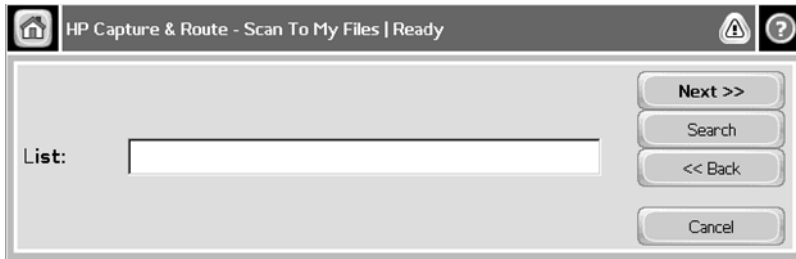 HP Capture & Route - Scan To My Files | Ready
Next >>
Search
List:
<< Back
Cancel